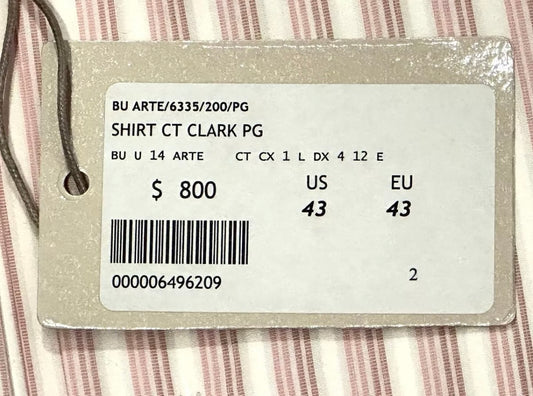 BU ARTE/6335/200/PG
SHIRT CT CLARK PG
BU U 14 ARTE CT CX 1 L DX 4 12 E
$ 800 US EU
43 43
000006496209 2